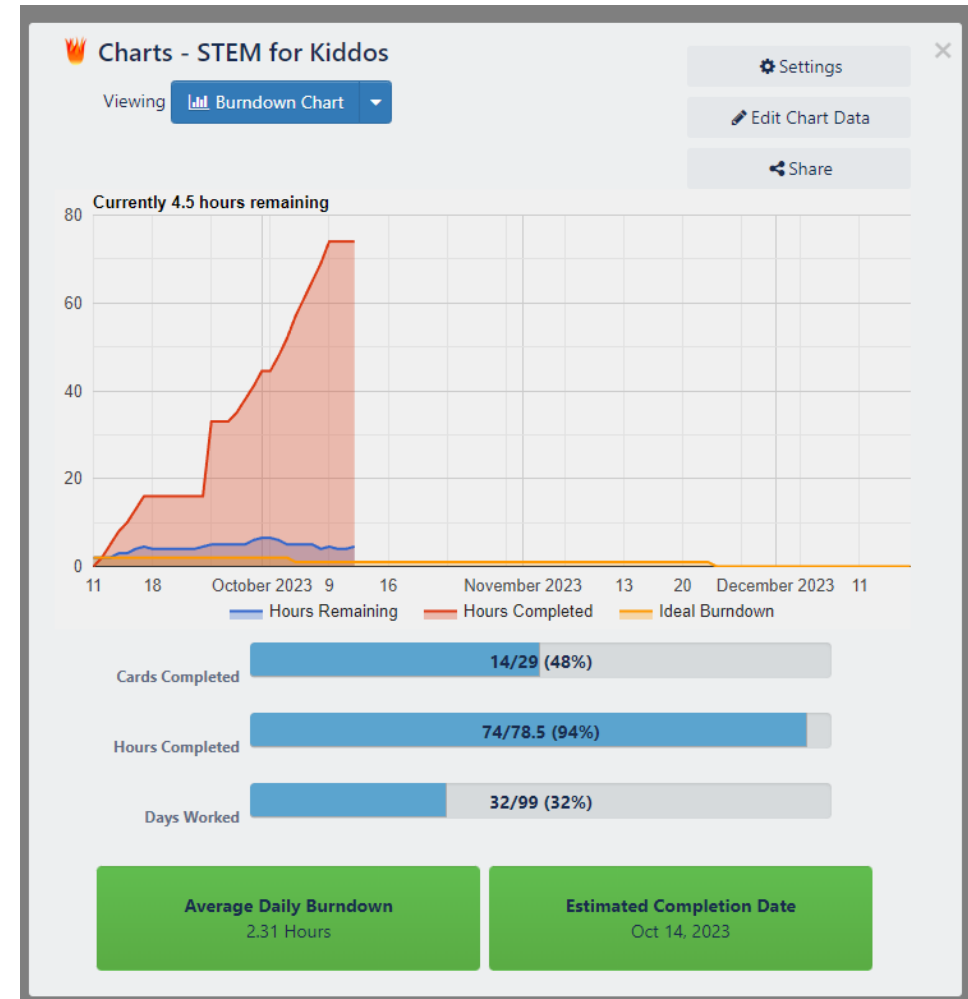 Charts - STEM for Kiddos
Settings
Viewing Burndown Chart
Edit Chart Data
Share
Currently 4.5 hours remaining
80
60
40
20
0
11 18 October 2023 9 16 November 2023 13 20 December 2023 11
Hours Remaining Hours Completed Ideal Burndown
Cards Completed 14/29 (48%)
Hours Completed 74/78.5 (94%)
Days Worked 32/99 (32%)
Average Daily Burndown
2.31 Hours
Estimated Completion Date
Oct 14, 2023